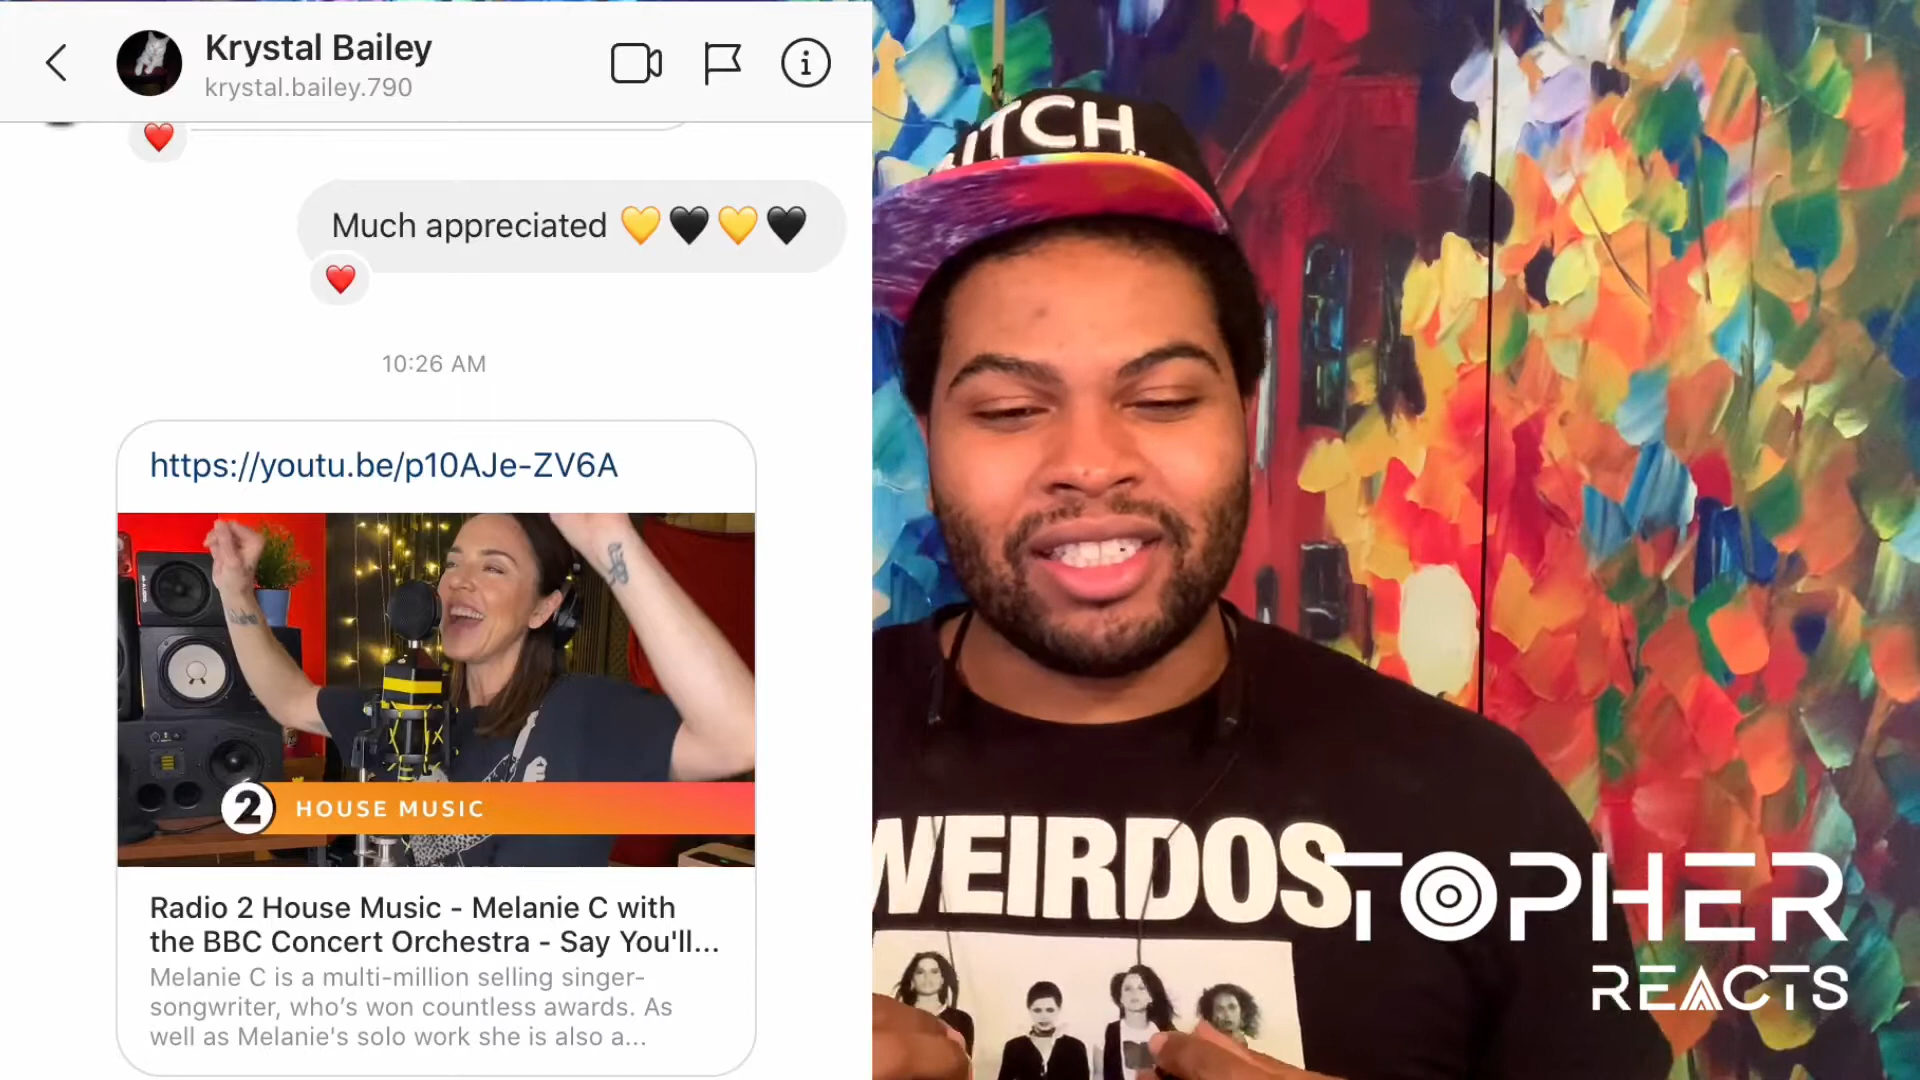 Krystal Bailey
krystal.bailey.790
Much appreciated 💛🖤💛🖤
10:26 AM
https://youtu.be/p10AJe-ZV6A
2 HOUSE MUSIC
Radio 2 House Music - Melanie C with
the BBC Concert Orchestra - Say You'll...
Melanie C is a multi-million selling singer-
songwriter, who's won countless awards. As
well as Melanie's solo work she is also a...
ITCH.
WEIRDOS
TOPHER
REACTS